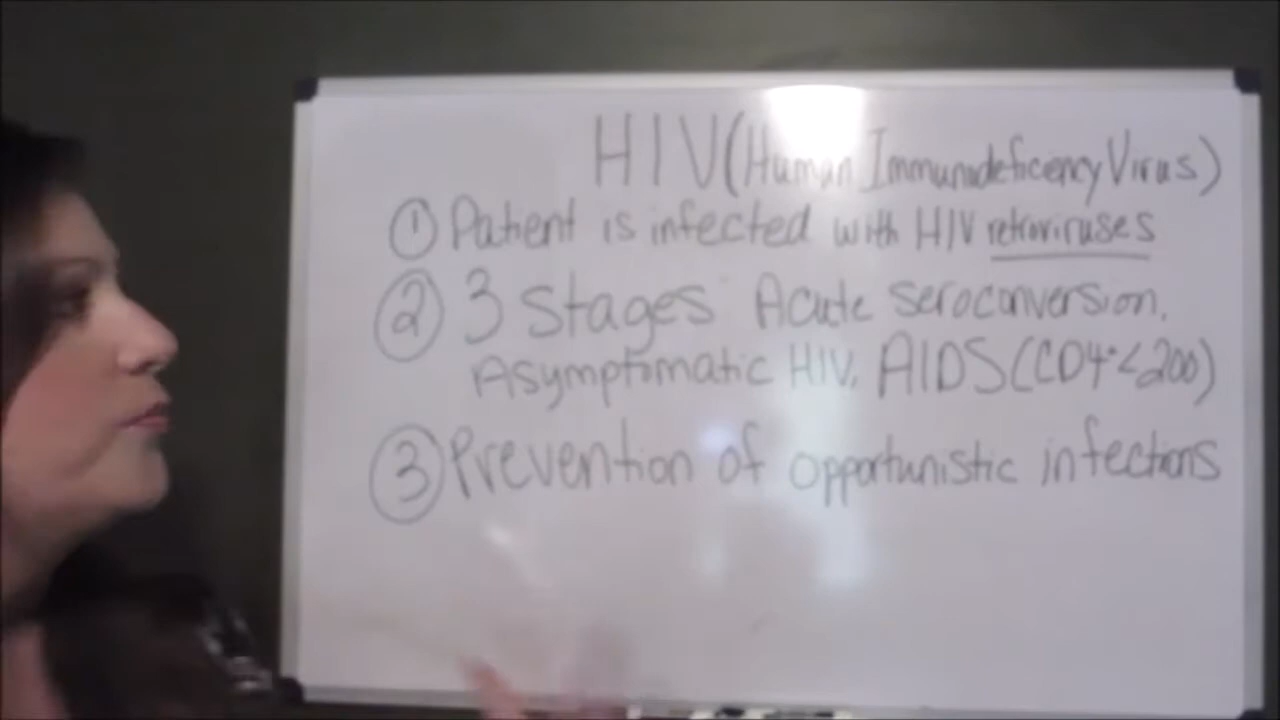 HIV (Human Immunodeficency Virus)
① Patient is infected with HIV retroviruses
② 3 Stages Acute seroconversion,
Asymptomatic HIV, AIDS (CD4+<200)
③ Prevention of opportunistic infections